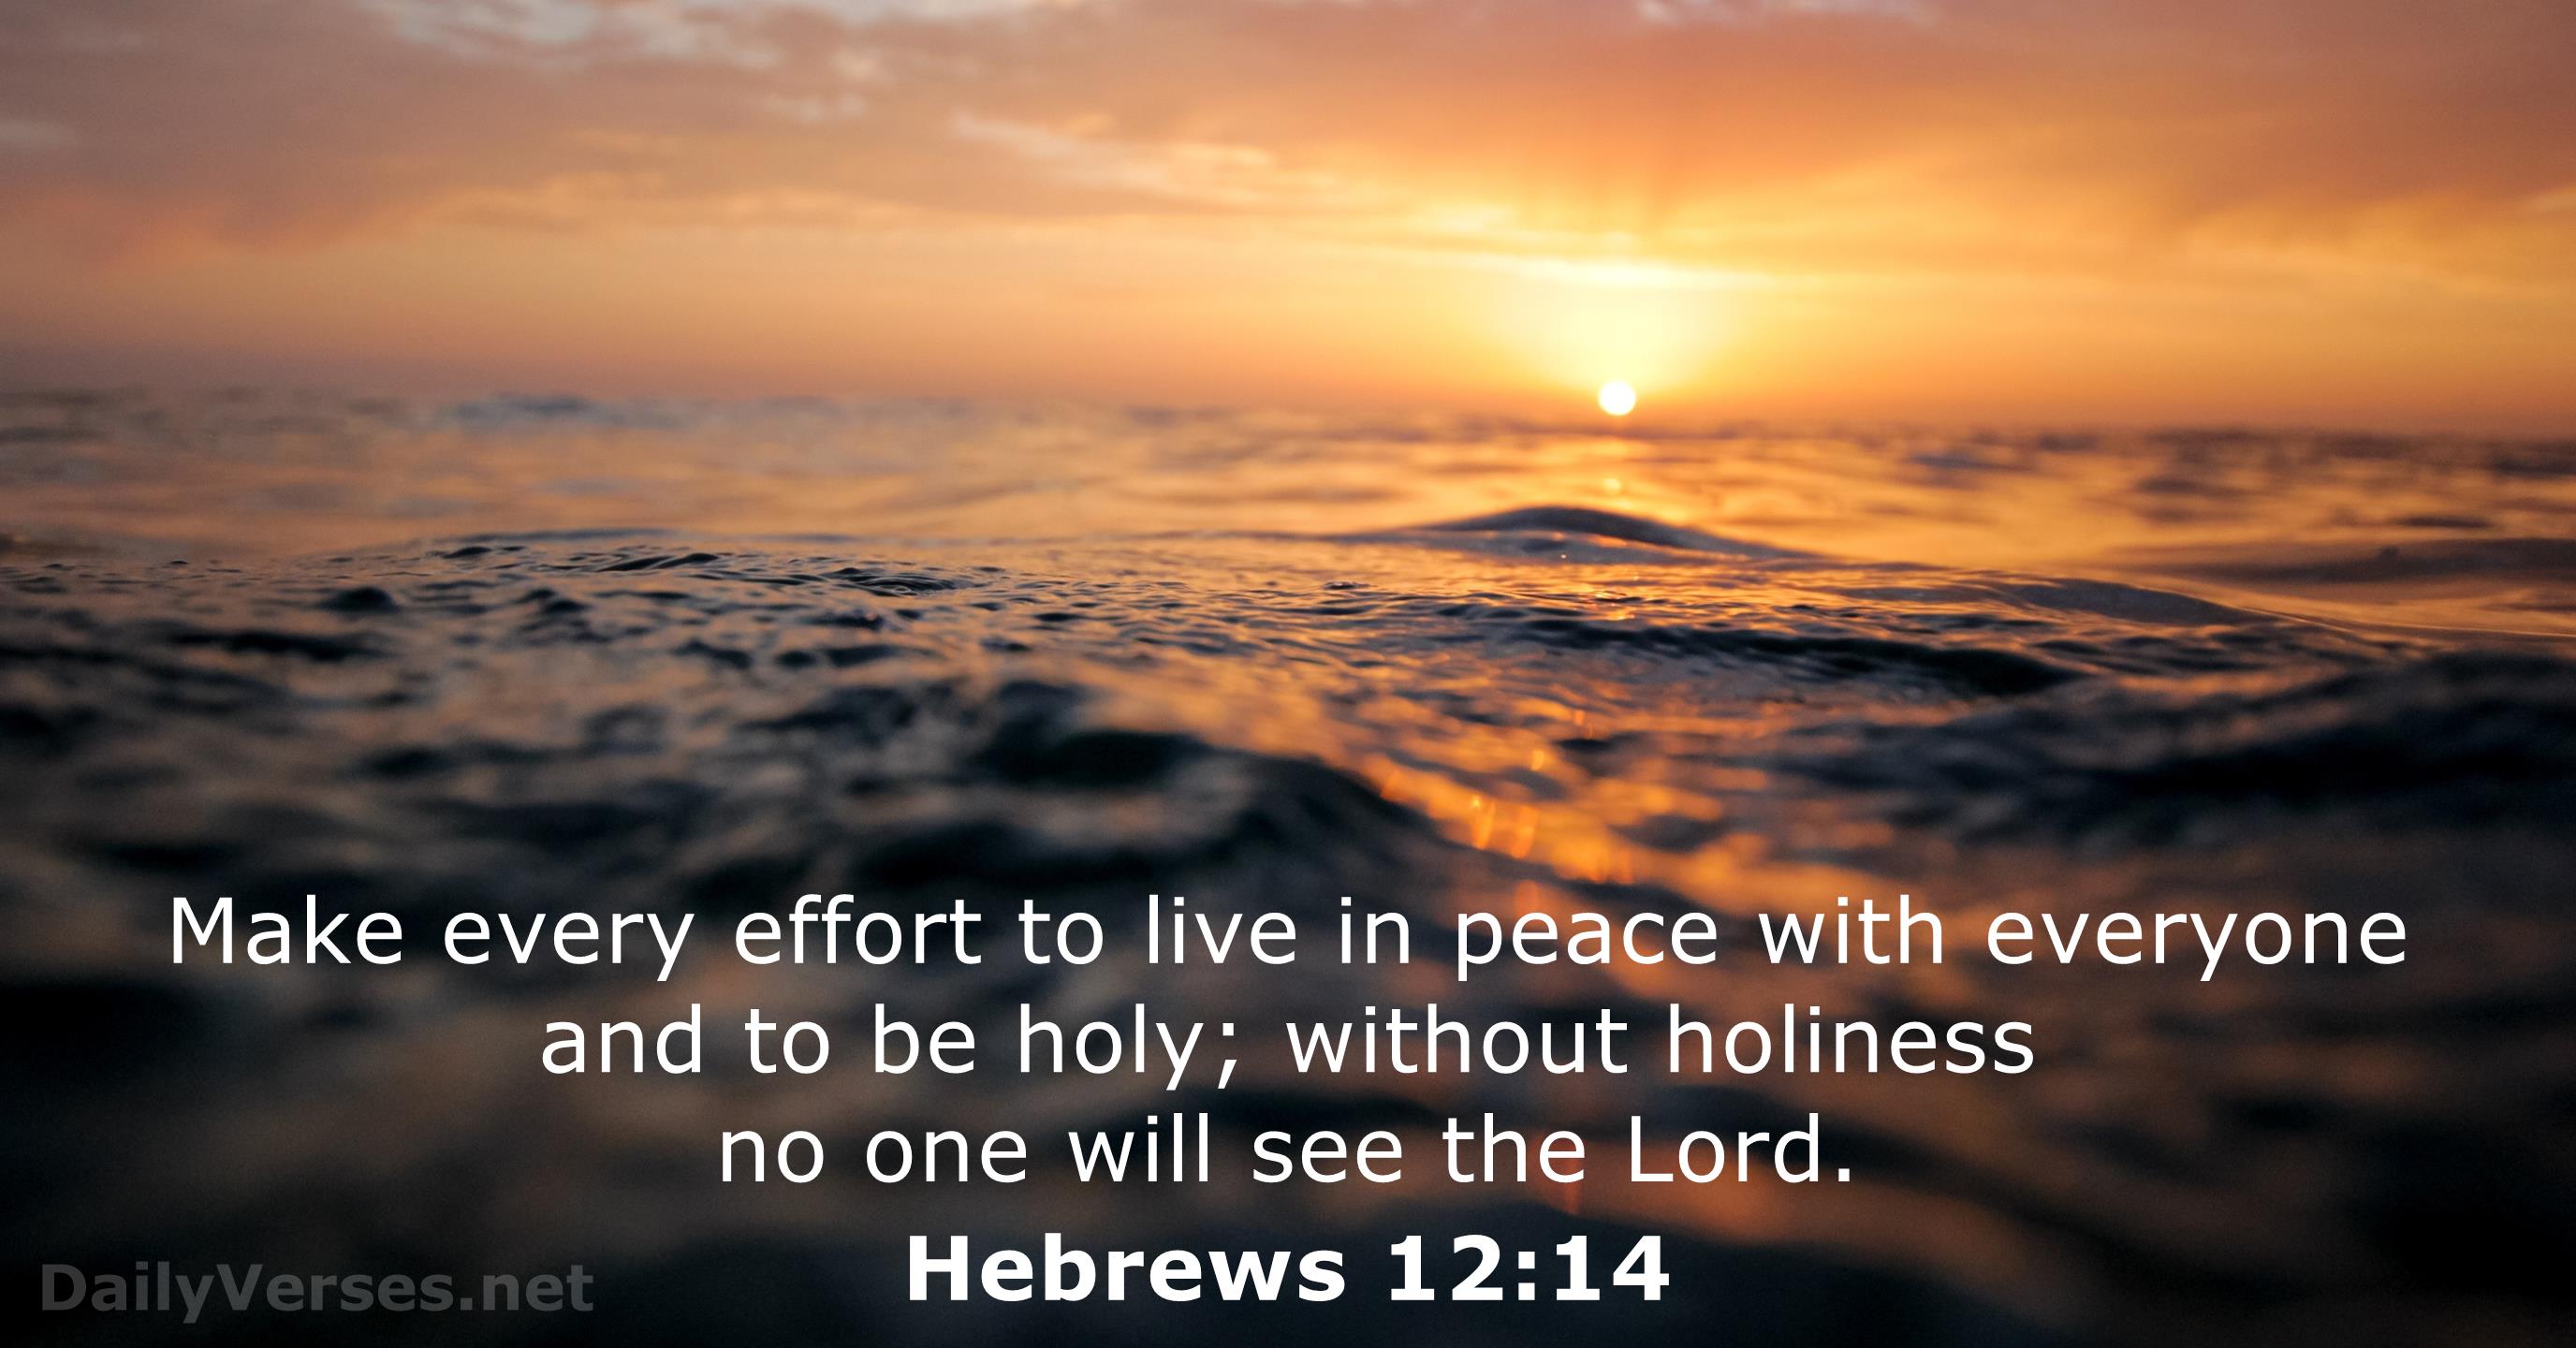 Make every effort to live in peace with everyone
and to be holy; without holiness
no one will see the Lord.
Hebrews 12:14
DailyVerses.net